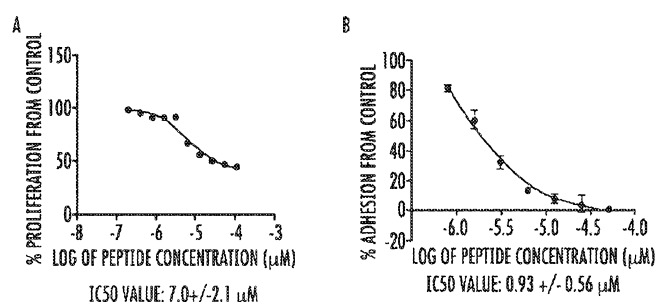 A
% PROLIFERATION FROM CONTROL
150
100
50
0
-8
-7
-6
-5
-4
-3
LOG OF PEPTIDE CONCENTRATION (µM)
IC50 VALUE: 7.0+/-2.1 µM
B
% ADHESION FROM CONTROL
100
80
60
40
20
0
-20
-6.0
-5.5
-5.0
-4.5
-4.0
LOG OF PEPTIDE CONCENTRATION (µM)
IC50 VALUE: 0.93 +/- 0.56 µM